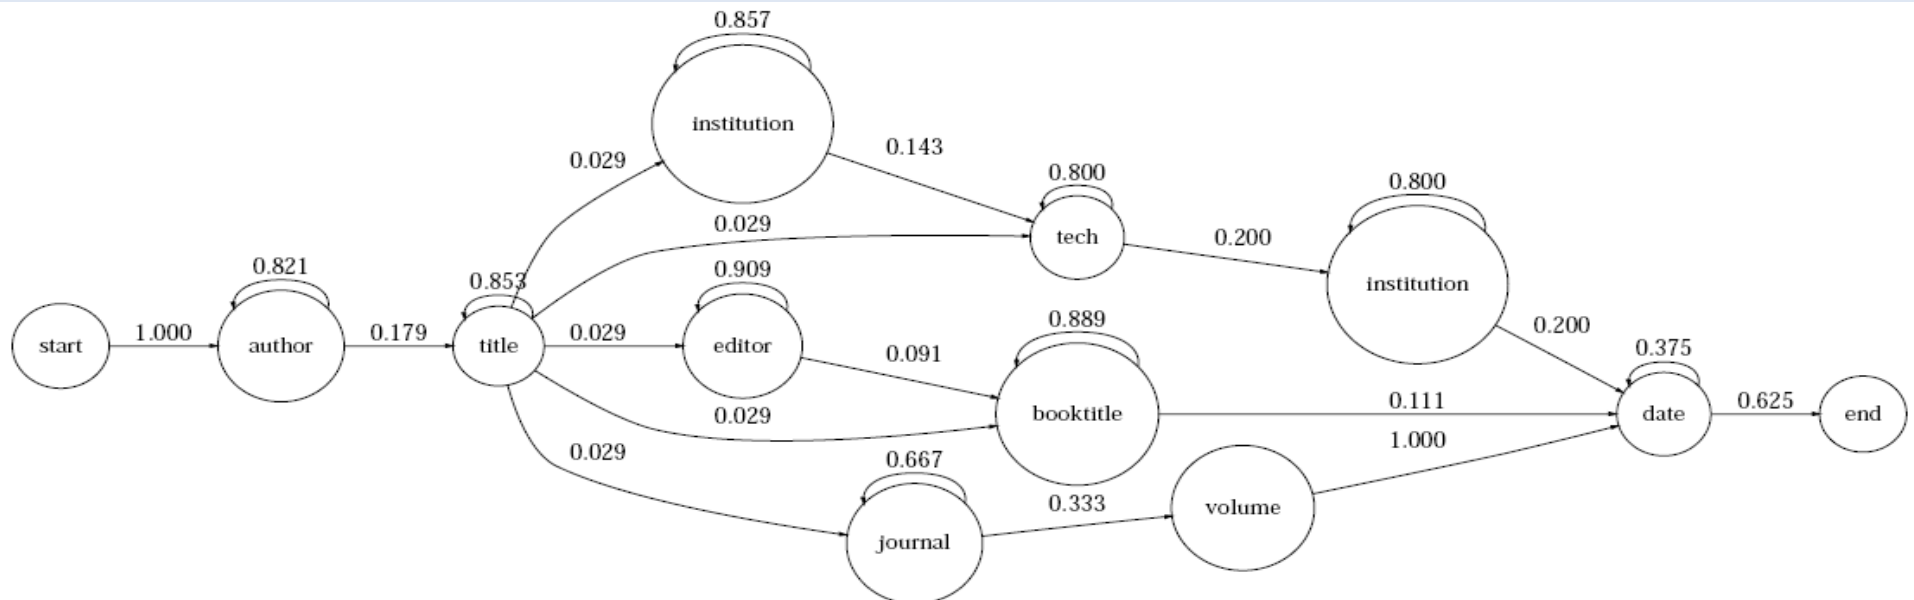 0.857
institution
0.029
0.143
0.800
tech
0.029
0.200
0.800
institution
0.200
start
1.000
0.821
author
0.179
0.853
title
0.029
0.909
editor
0.091
0.029
0.889
booktitle
0.111
0.375
date
0.625
end
0.029
0.667
journal
0.333
volume
1.000